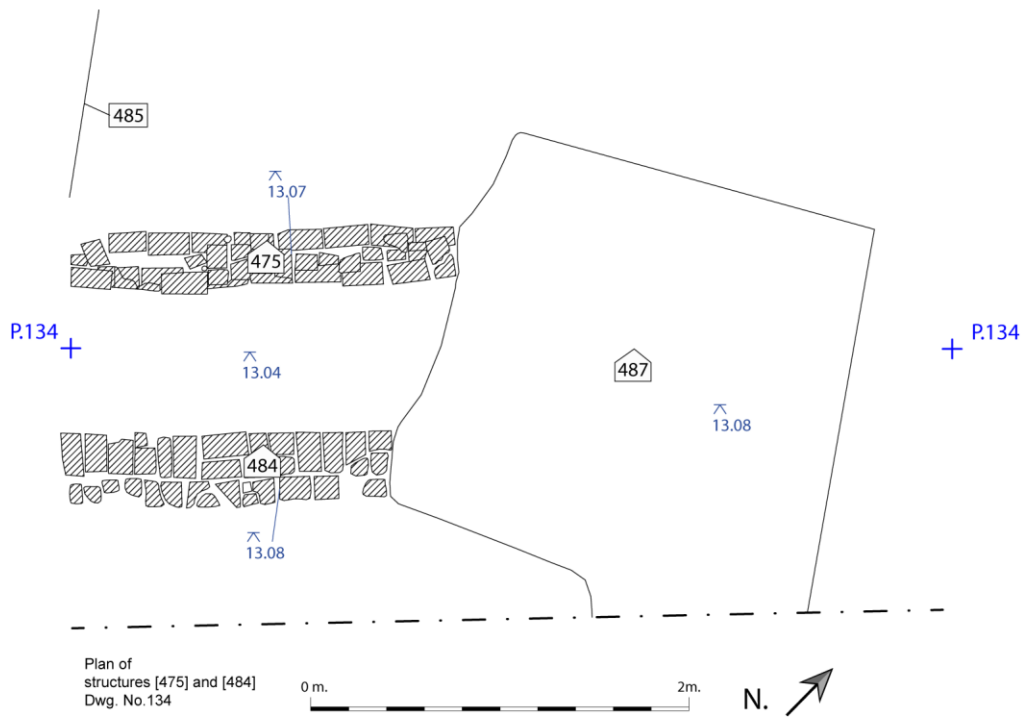 485
13.07
475
P.134
P.134
13.04
487
13.08
484
13.08
Plan of
structures [475] and [484]
Dwg. No.134
0 m.
2m.
N.